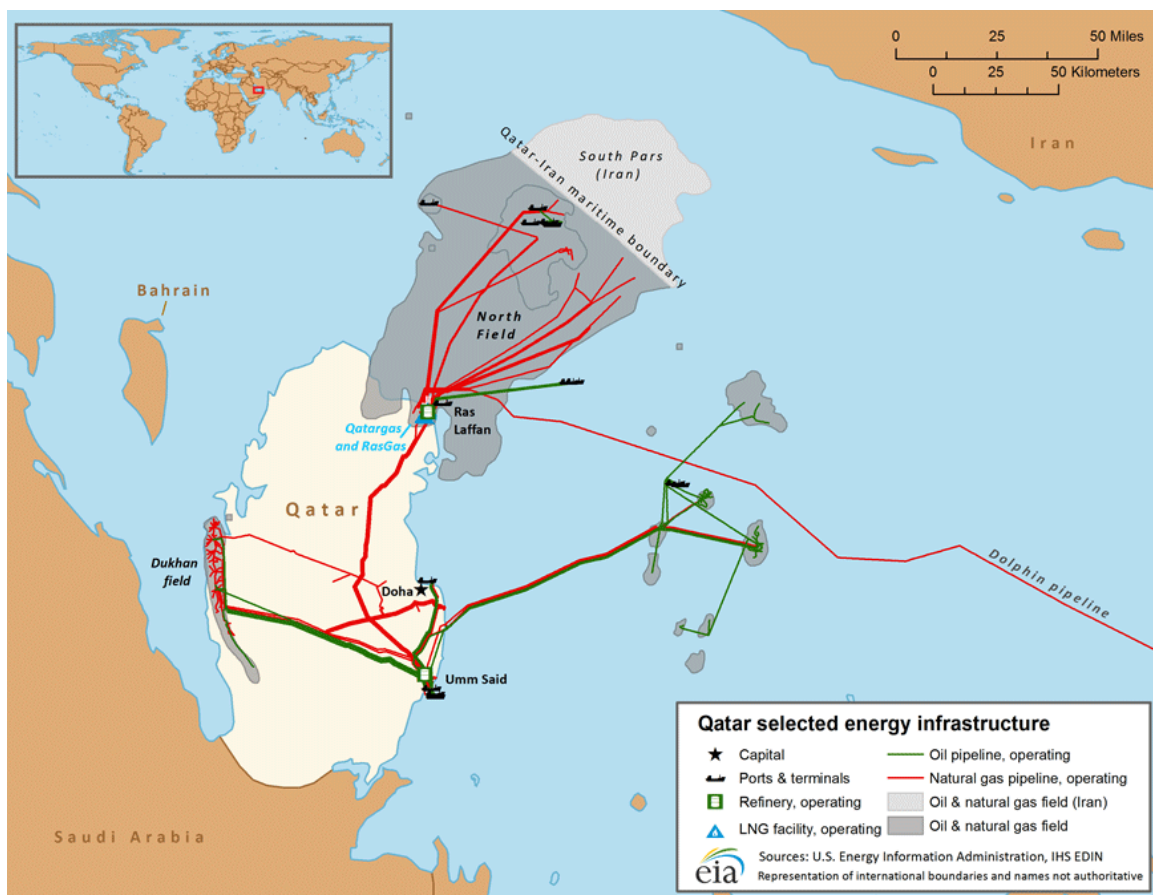 0 25 50 Miles
0 25 50 Kilometers
Iran
South Pars
(Iran)
Qatar-Iran maritime boundary
Bahrain
North
Field
Ras
Laffan
Qatargas
and RasGas
Qatar
Dukhan
field
Doha
Dolphin pipeline
Umm Said
Saudi Arabia
Qatar selected energy infrastructure
Capital
Ports & terminals
Refinery, operating
LNG facility, operating
Oil pipeline, operating
Natural gas pipeline, operating
Oil & natural gas field (Iran)
Oil & natural gas field
eia
Sources: U.S. Energy Information Administration, IHS EDIN
Representation of international boundaries and names not authoritative